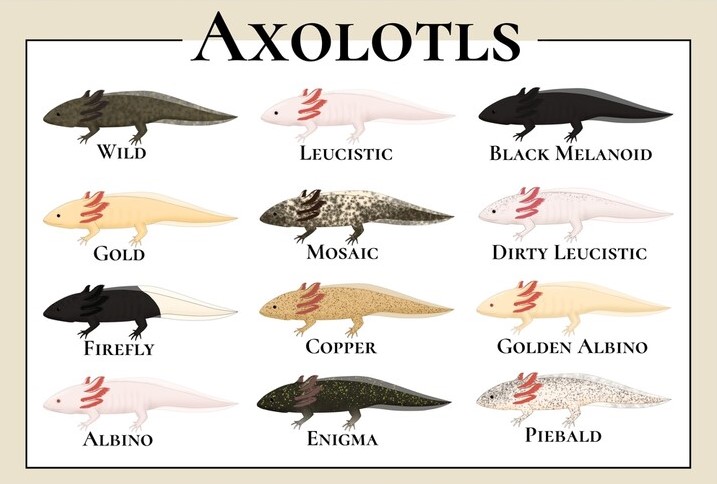 Axolotls
Wild
Leucistic
Black Melanoid
Gold
Mosaic
Dirty Leucistic
Firefly
Copper
Golden Albino
Albino
Enigma
Piebald